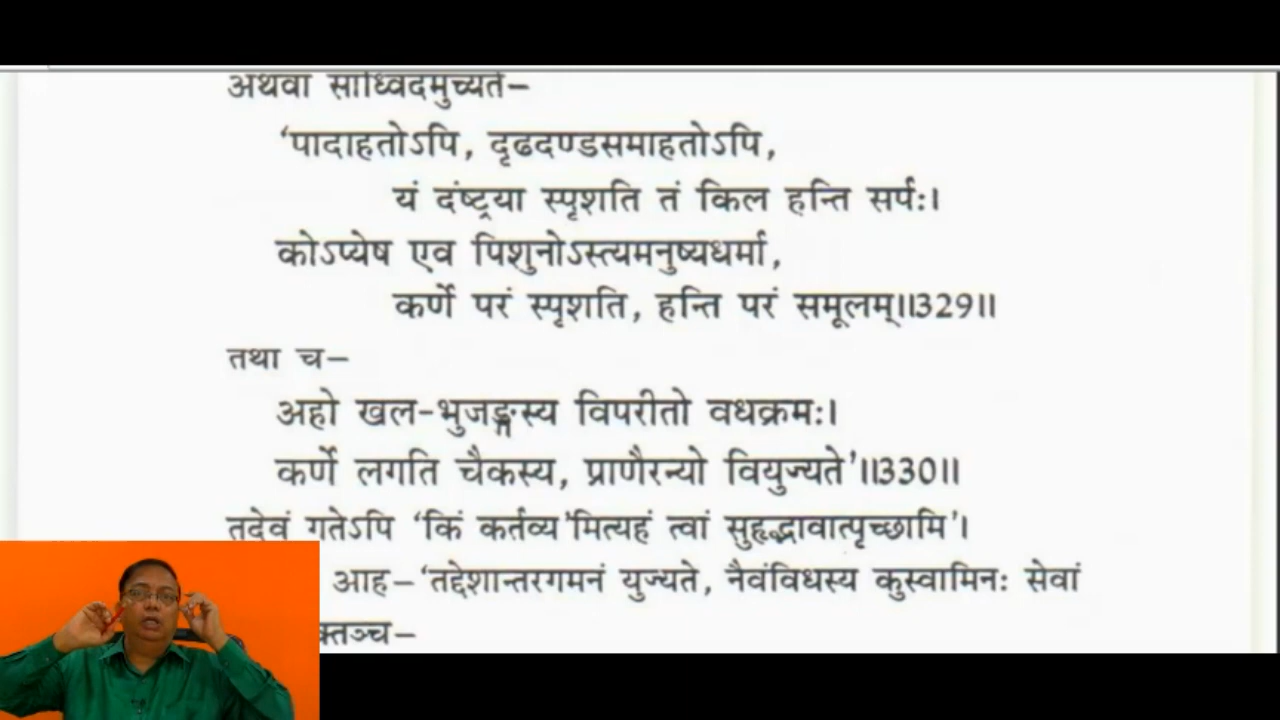 अथवा साध्विदमुच्यते–
‘पादाहतोऽपि, दृढदण्डसमाहतोऽपि,
यं दंष्ट्रया स्पृशति तं किल हन्ति सर्पः।
कोऽप्येष एव पिशुनोऽस्त्यमनुष्यधर्मा,
कर्णे परं स्पृशति, हन्ति परं समूलम्॥329॥
तथा च–
अहो खल-भुजङ्गस्य विपरीतो वधक्रमः।
कर्णे लगति चैकस्य, प्राणैरन्यो वियुज्यते’॥330॥
तदेवं गतेऽपि ‘किं कर्तव्य’मित्यहं त्वां सुहृद्भावात्पृच्छामि’।
आह–‘तद्देशान्तरगमनं युज्यते, नैवंविधस्य कुस्वामिनः सेवां
क्तञ्च–